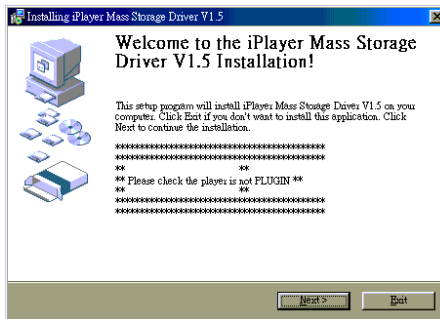 Installing iPlayer Mass Storage Driver V1.5
Welcome to the iPlayer Mass Storage
Driver V1.5 Installation!
This setup program will install iPlayer Mass Storage Driver V1.5 on your
computer. Click Exit if you don't want to install this application. Click
Next to continue the installation.
******************************************
******************************************
** **
** Please check the player is not PLUGIN **
** **
******************************************
******************************************
Next >
Exit